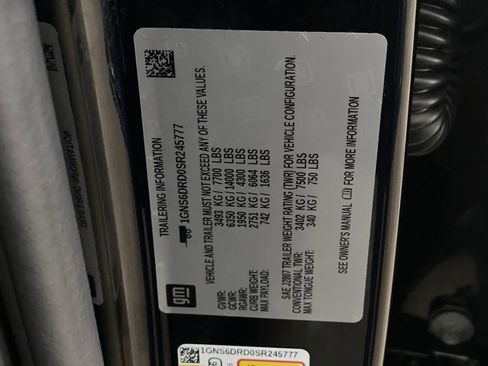 TRAILERING INFORMATION
1GNS6DRD0SR245777
VEHICLE AND TRAILER MUST NOT EXCEED ANY OF THESE VALUES.
GVWR: 3493 KG/ 7700 LBS
GCWR: 6350 KG/14000 LBS
RGAWR: 1950 KG/ 4300 LBS
CURB WEIGHT: 2751 KG/ 6064 LBS
MAX PAYLOAD: 742 KG/ 1636 LBS
SAE J2807 TRAILER WEIGHT RATING (TWR) FOR VEHICLE CONFIGURATION.
CONVENTIONAL TWR: 3402 KG/ 7500 LBS
MAX TONGUE WEIGHT: 340 KG/ 750 LBS
SEE OWNER'S MANUAL FOR MORE INFORMATION
gm
1GNS6DRD0SR245777